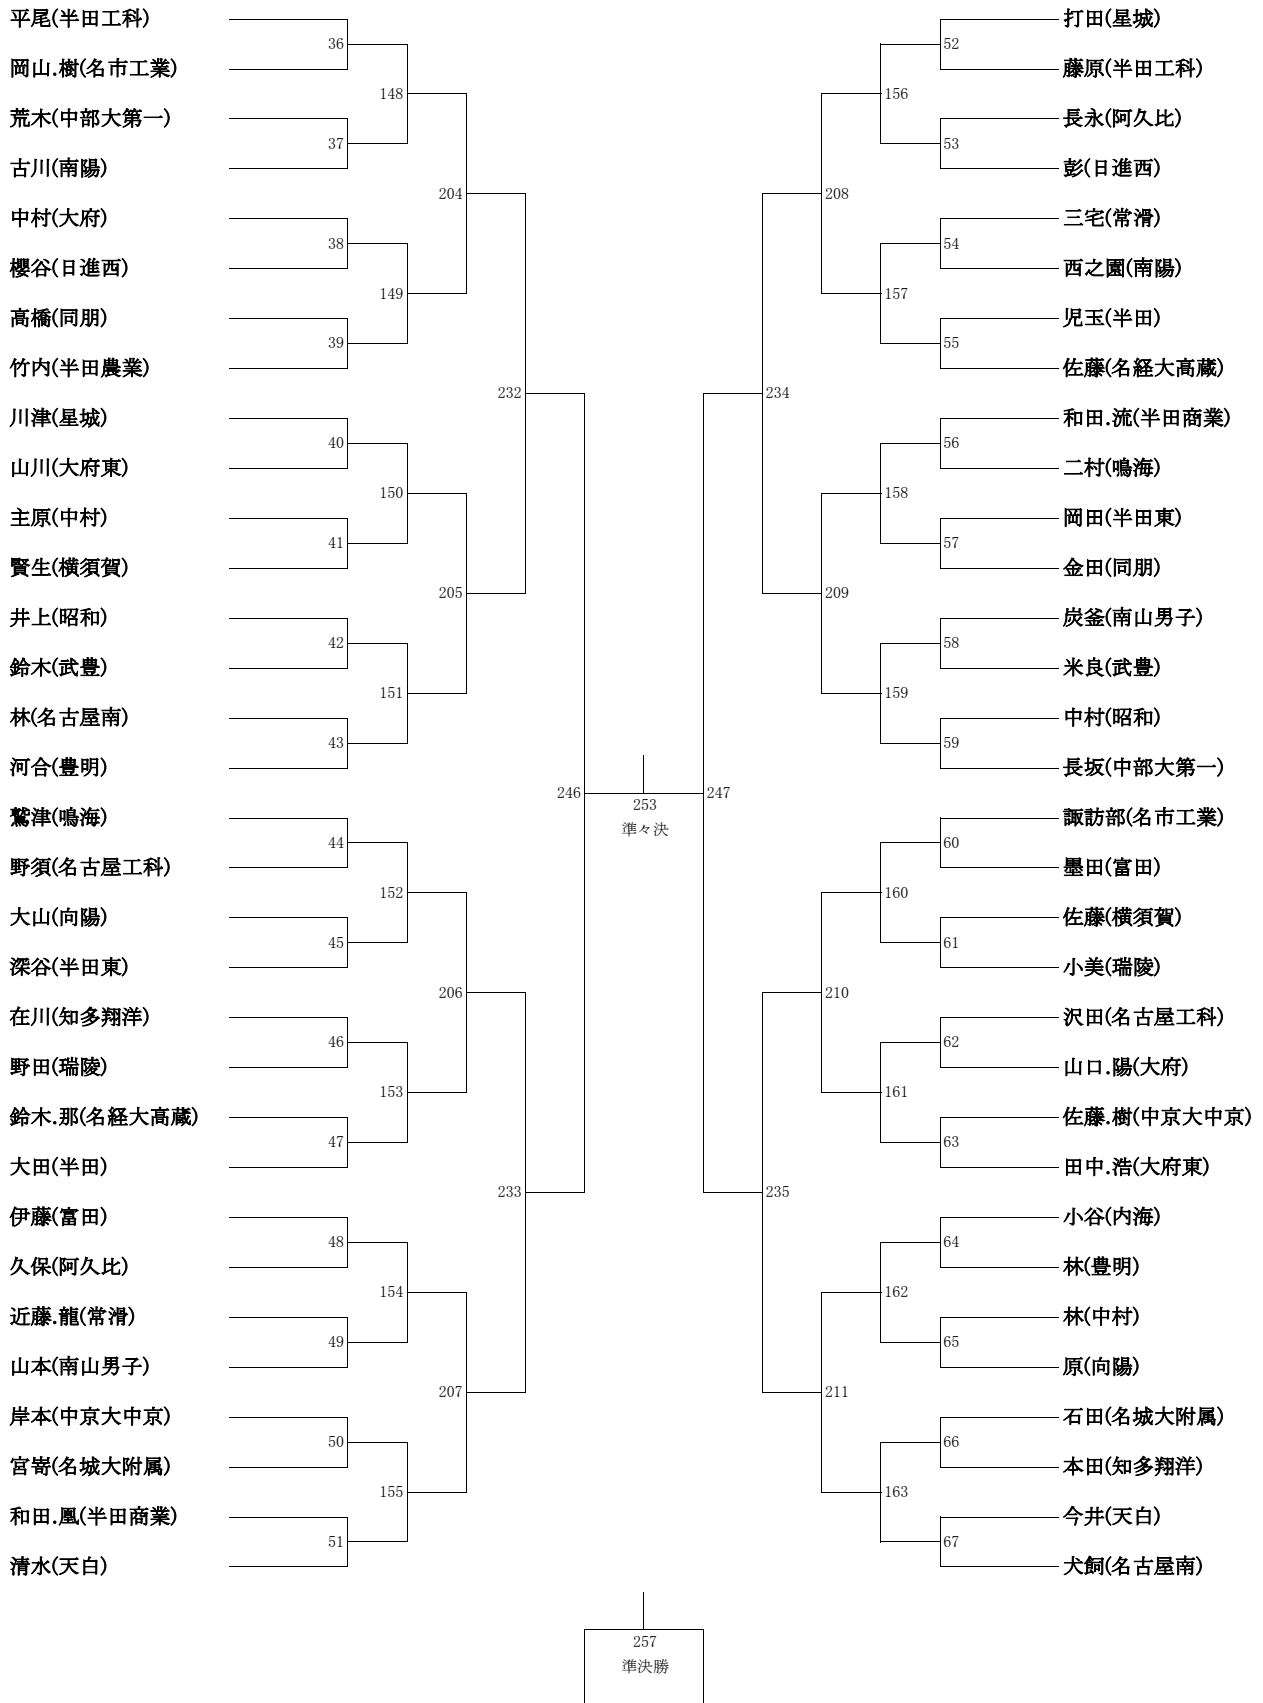 平尾(半田工科)
36
岡山.樹(名市工業)
148
荒木(中部大第一)
37
古川(南陽)
204
中村(大府)
38
櫻谷(日進西)
149
髙橋(同朋)
39
竹内(半田農業)
232
川津(星城)
40
山川(大府東)
150
主原(中村)
41
賢生(横須賀)
205
井上(昭和)
42
鈴木(武豊)
151
林(名古屋南)
43
河合(豊明)
246
鷲津(鳴海)
44
野須(名古屋工科)
152
大山(向陽)
45
深谷(半田東)
206
在川(知多翔洋)
46
野田(瑞陵)
153
鈴木.那(名経大高蔵)
47
大田(半田)
233
伊藤(富田)
48
久保(阿久比)
154
近藤.龍(常滑)
49
山本(南山男子)
207
岸本(中京大中京)
50
宮嵜(名城大附属)
155
和田.凰(半田商業)
51
清水(天白)
253
準々決
打田(星城)
52
藤原(半田工科)
156
長永(阿久比)
53
彭(日進西)
208
三宅(常滑)
54
西之園(南陽)
157
児玉(半田)
55
佐藤(名経大高蔵)
234
和田.流(半田商業)
56
二村(鳴海)
158
岡田(半田東)
57
金田(同朋)
209
炭釜(南山男子)
58
米良(武豊)
159
中村(昭和)
59
長坂(中部大第一)
247
諏訪部(名市工業)
60
墨田(富田)
160
佐藤(横須賀)
61
小美(瑞陵)
210
沢田(名古屋工科)
62
山口.陽(大府)
161
佐藤.樹(中京大中京)
63
田中.浩(大府東)
235
小谷(内海)
64
林(豊明)
162
林(中村)
65
原(向陽)
211
石田(名城大附属)
66
本田(知多翔洋)
163
今井(天白)
67
犬飼(名古屋南)
257
準決勝